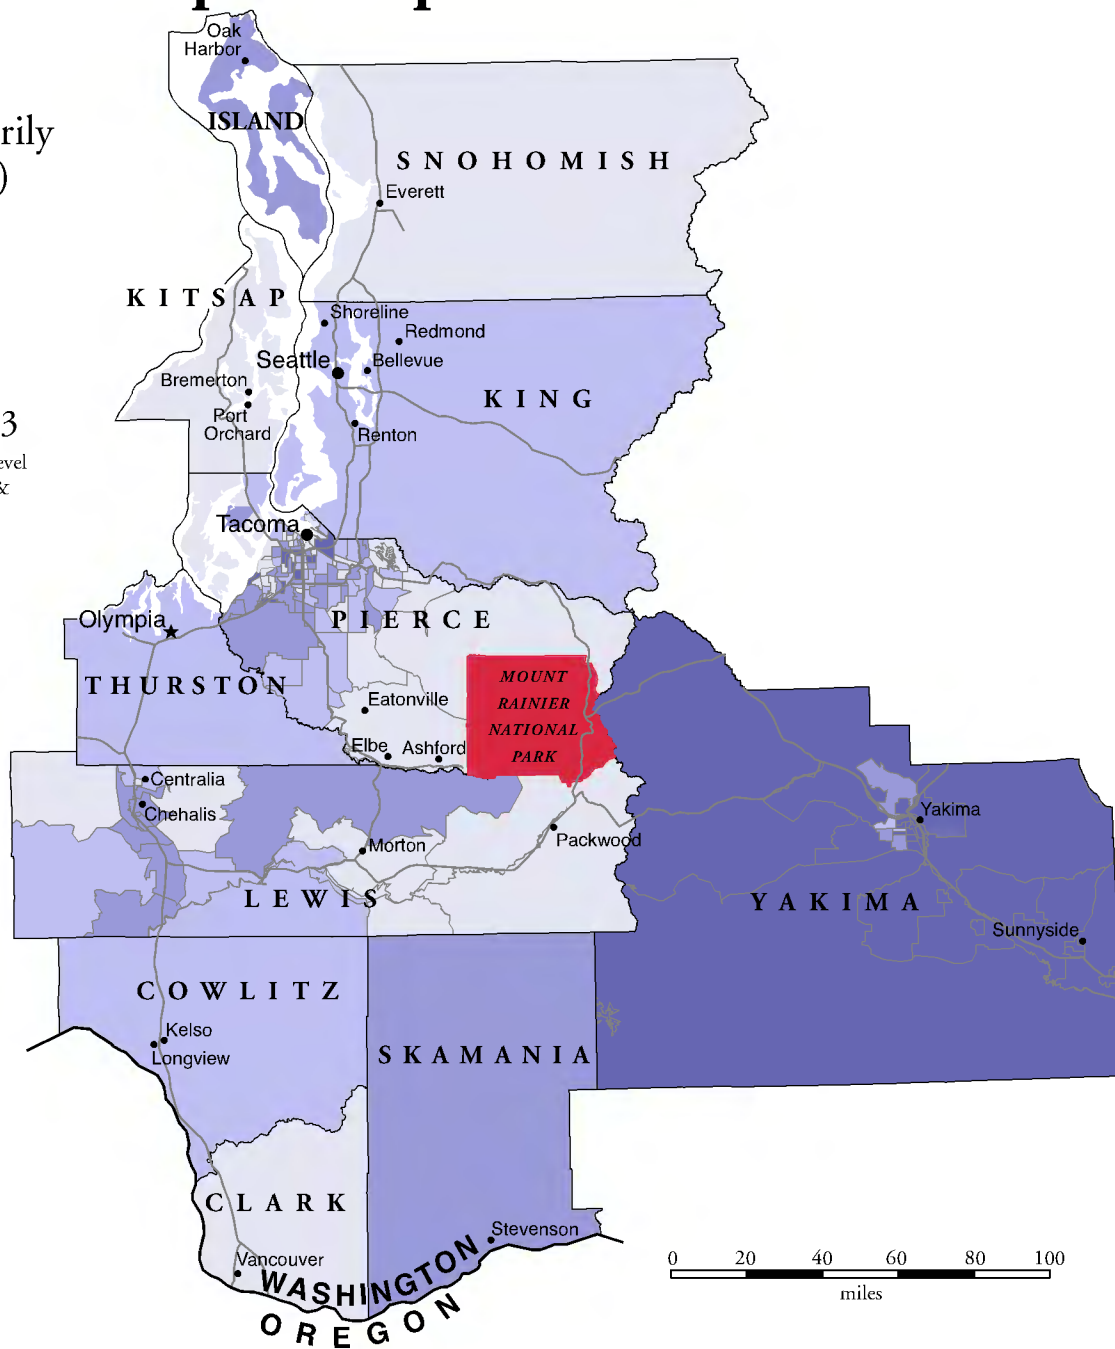 Oak
Harbor
ISLAND
rily
)
SNOHOMISH
Everett
KITSAP
Shoreline
Redmond
Seattle
Bellevue
Bremerton
KING
Port
Orchard
3
Renton
evel
&
Tacoma
Olympia
PIERCE
THURSTON
MOUNT
RAINIER
NATIONAL
PARK
Eatonville
Elbe
Ashford
Centralia
Chehalis
Yakima
Morton
Packwood
LEWIS
YAKIMA
Sunnyside
COWLITZ
Kelso
Longview
SKAMANIA
CLARK
Stevenson
Vancouver
WASHINGTON
OREGON
0 20 40 60 80 100
miles